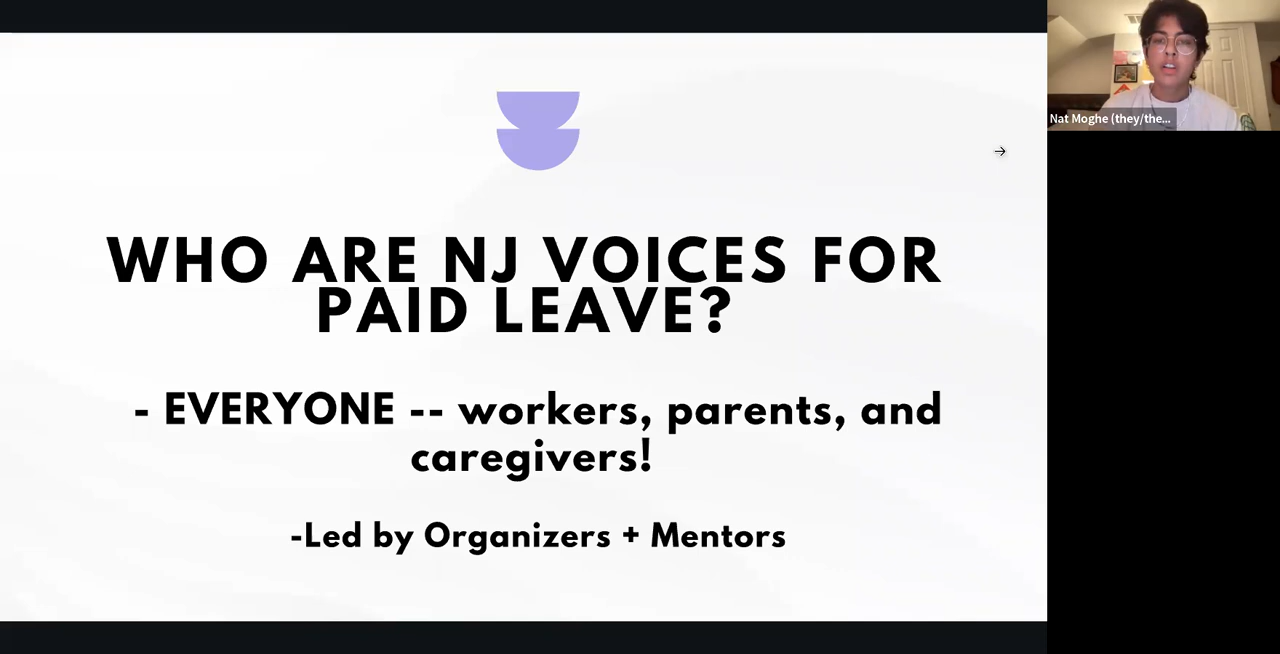 WHO ARE NJ VOICES FOR
PAID LEAVE?
- EVERYONE -- workers, parents, and
caregivers!
-Led by Organizers + Mentors
Nat Moghe (they/the...